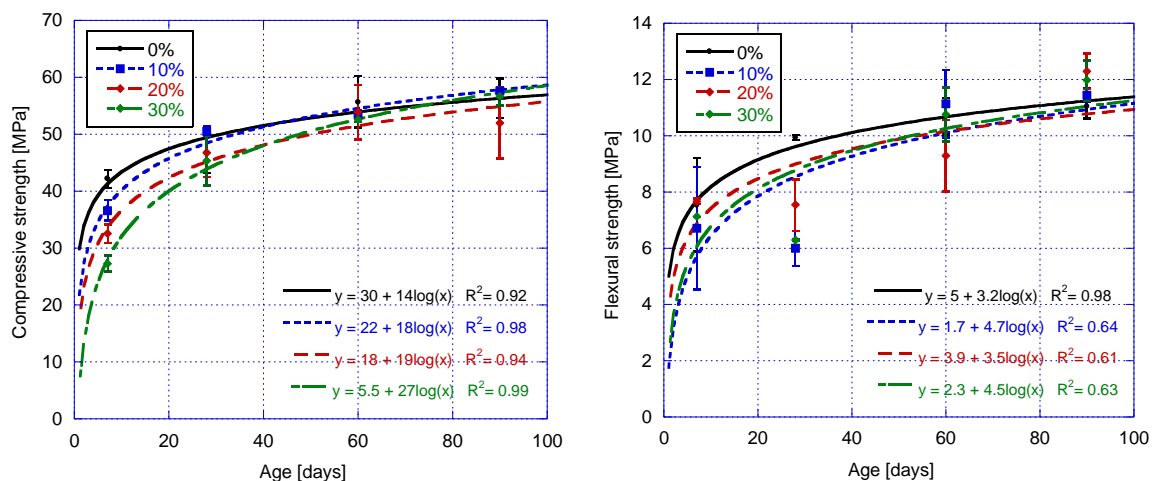 70
60
50
40
30
20
10
0
Compressive strength [MPa]
0%
10%
20%
30%
y = 30 + 14log(x) R²= 0.92
y = 22 + 18log(x) R²= 0.98
y = 18 + 19log(x) R²= 0.94
y = 5.5 + 27log(x) R²= 0.99
0 20 40 60 80 100
Age [days]
14
12
10
8
6
4
2
0
Flexural strength [MPa]
0%
10%
20%
30%
y = 5 + 3.2log(x) R²= 0.98
y = 1.7 + 4.7log(x) R²= 0.64
y = 3.9 + 3.5log(x) R²= 0.61
y = 2.3 + 4.5log(x) R²= 0.63
0 20 40 60 80 100
Age [days]